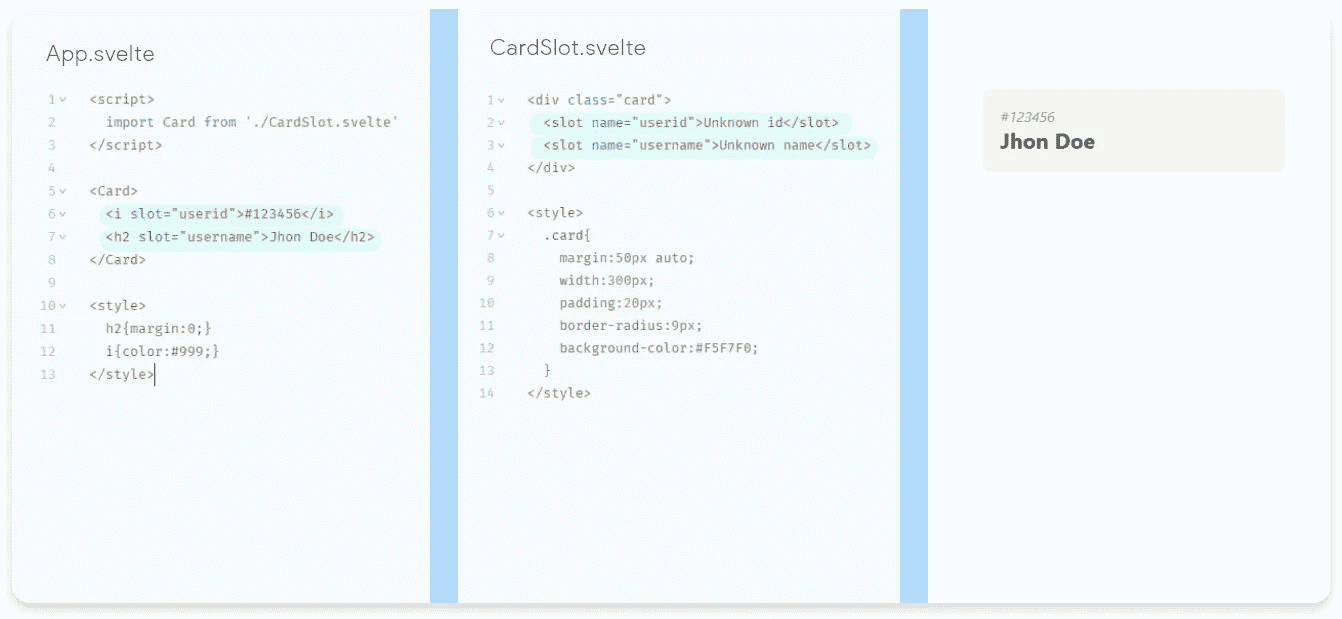 App.svelte
1 <script>
2   import Card from './CardSlot.svelte'
3 </script>
4
5 <Card>
6   <i slot="userid">#123456</i>
7   <h2 slot="username">Jhon Doe</h2>
8 </Card>
9
10 <style>
11   h2{margin:0;}
12   i{color:#999;}
13 </style>
CardSlot.svelte
1 <div class="card">
2   <slot name="userid">Unknown id</slot>
3   <slot name="username">Unknown name</slot>
4 </div>
5
6 <style>
7   .card{
8     margin:50px auto;
9     width:300px;
10     padding:20px;
11     border-radius:9px;
12     background-color:#F5F7F0;
13   }
14 </style>
#123456
Jhon Doe